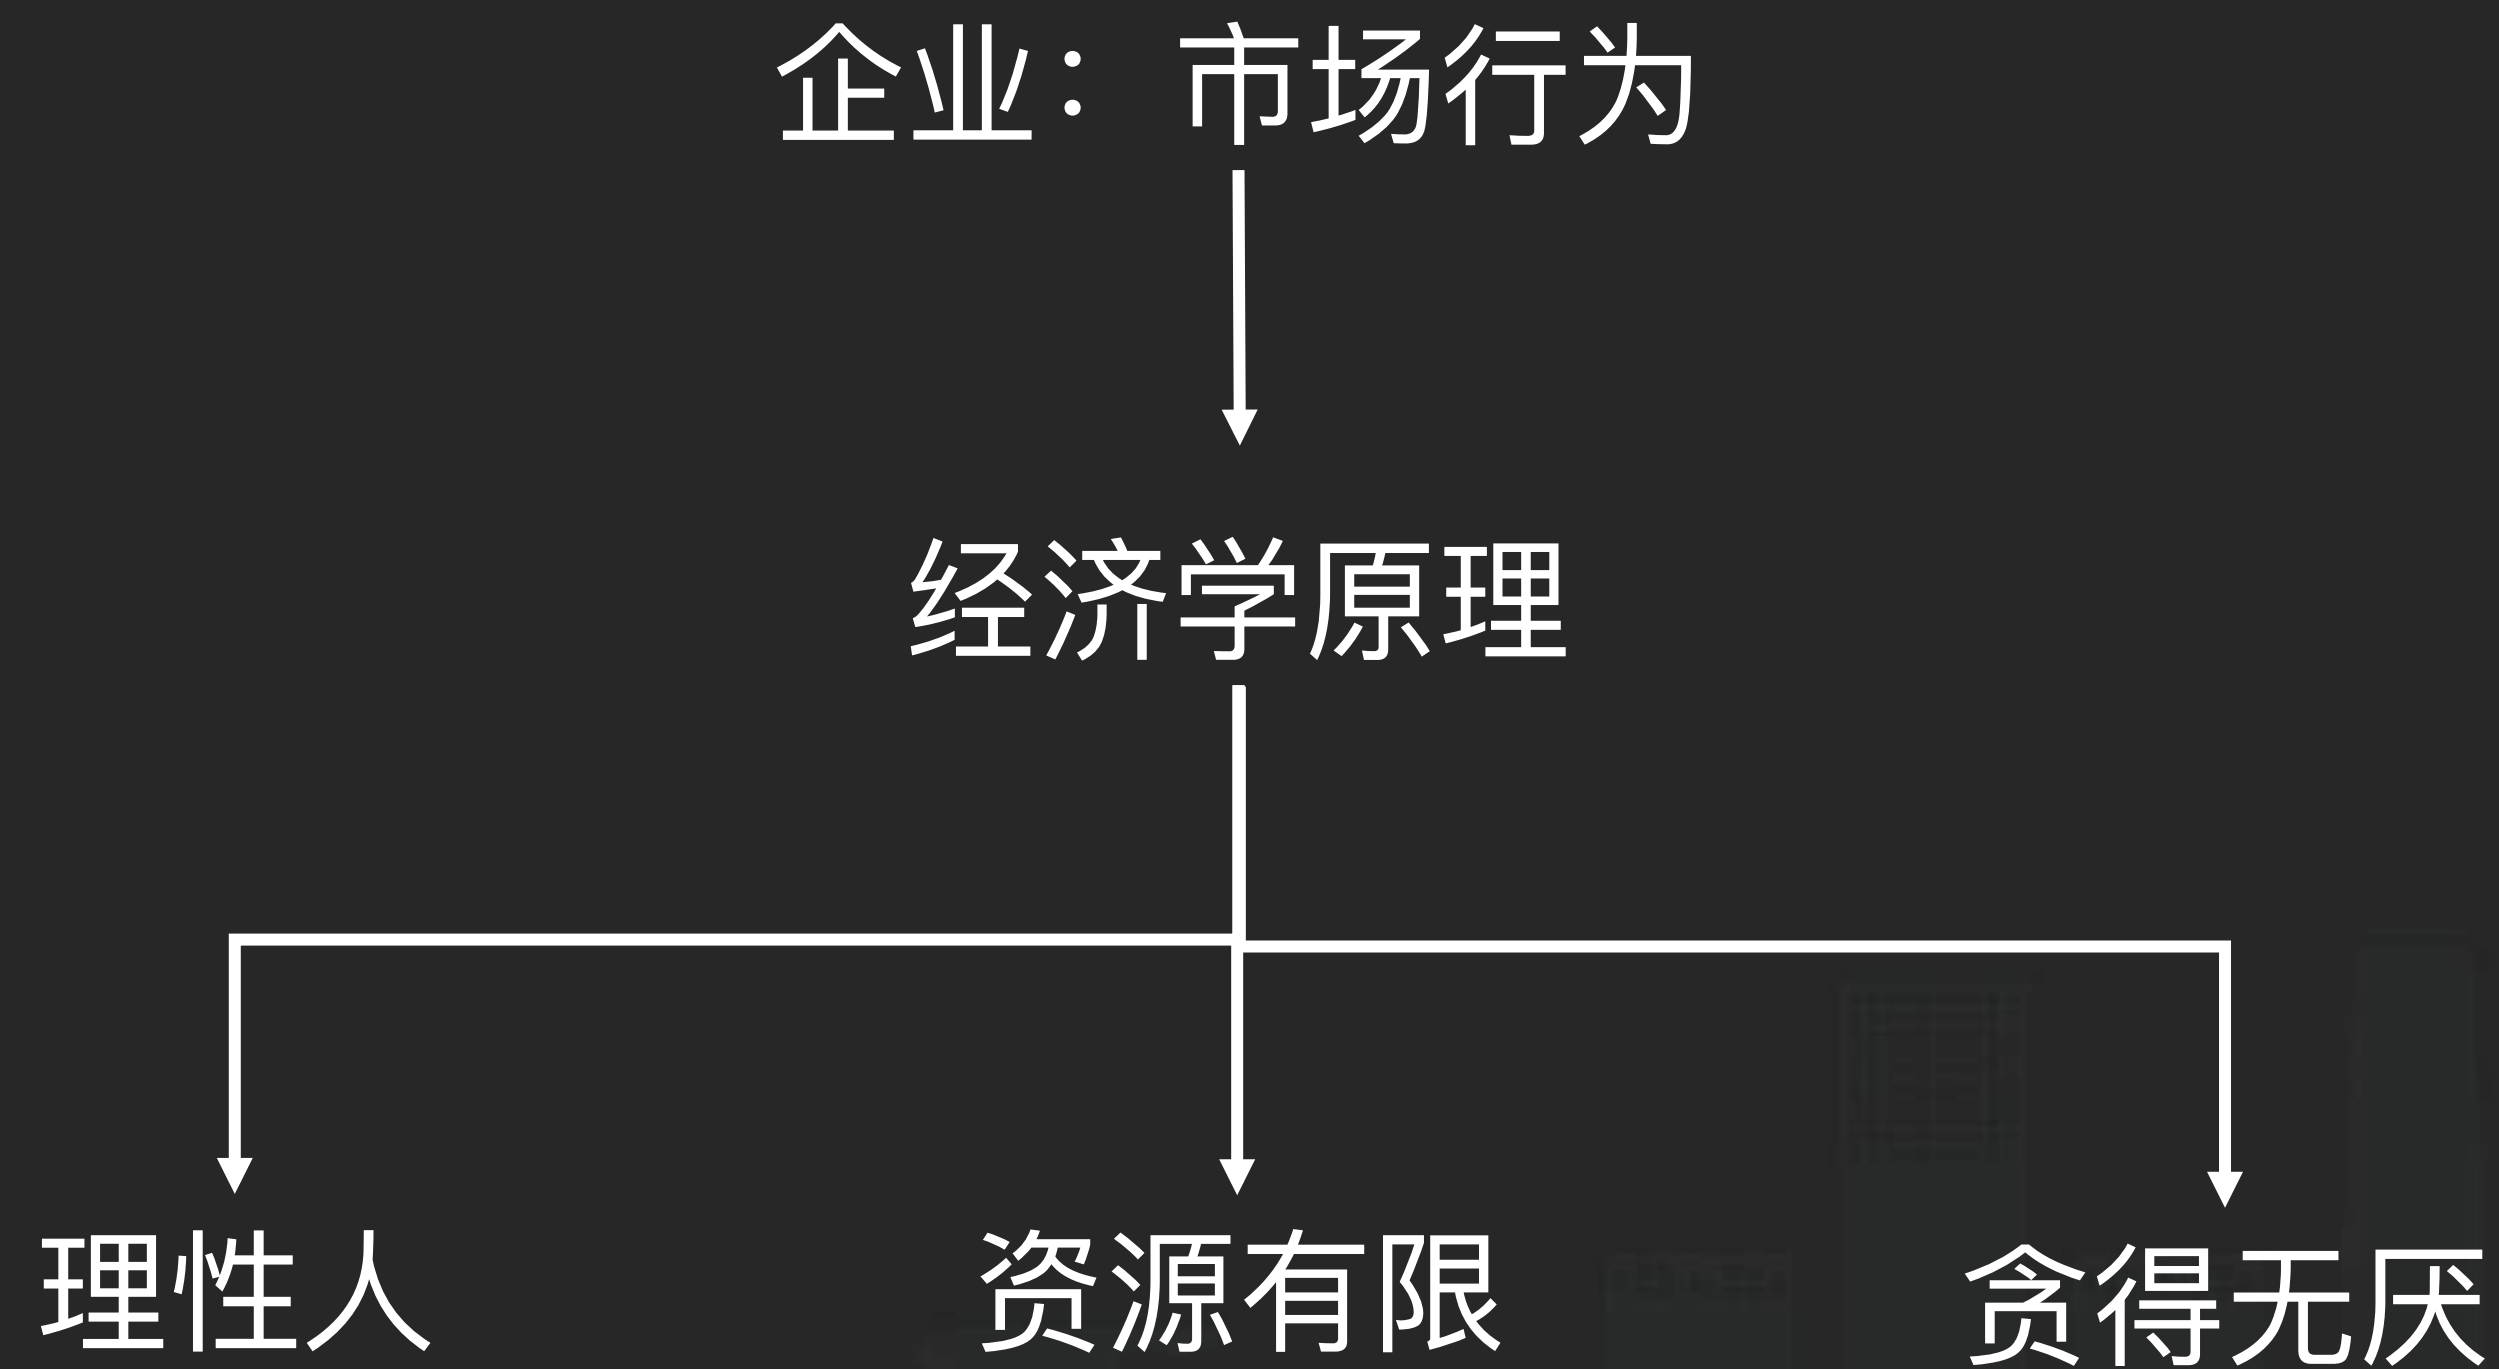 企业：市场行为
经济学原理
理性人
资源有限
贪得无厌